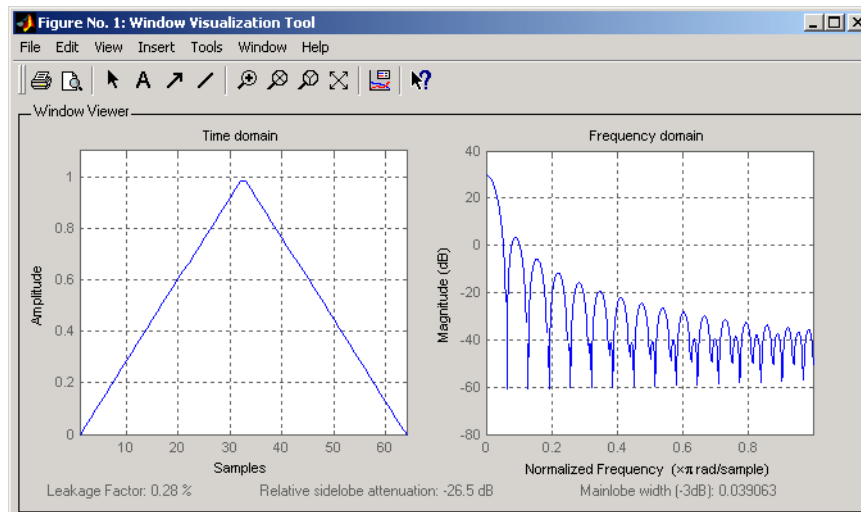 Figure No. 1: Window Visualization Tool
File Edit View Insert Tools Window Help
A
?
Window Viewer
Time domain
Amplitude
1
0.8
0.6
0.4
0.2
0
10 20 30 40 50 60
Samples
Frequency domain
Magnitude (dB)
40
20
0
-20
-40
-60
-80
0 0.2 0.4 0.6 0.8
Normalized Frequency (×π rad/sample)
Leakage Factor: 0.28 % Relative sidelobe attenuation: -26.5 dB Mainlobe width (-3dB): 0.039063